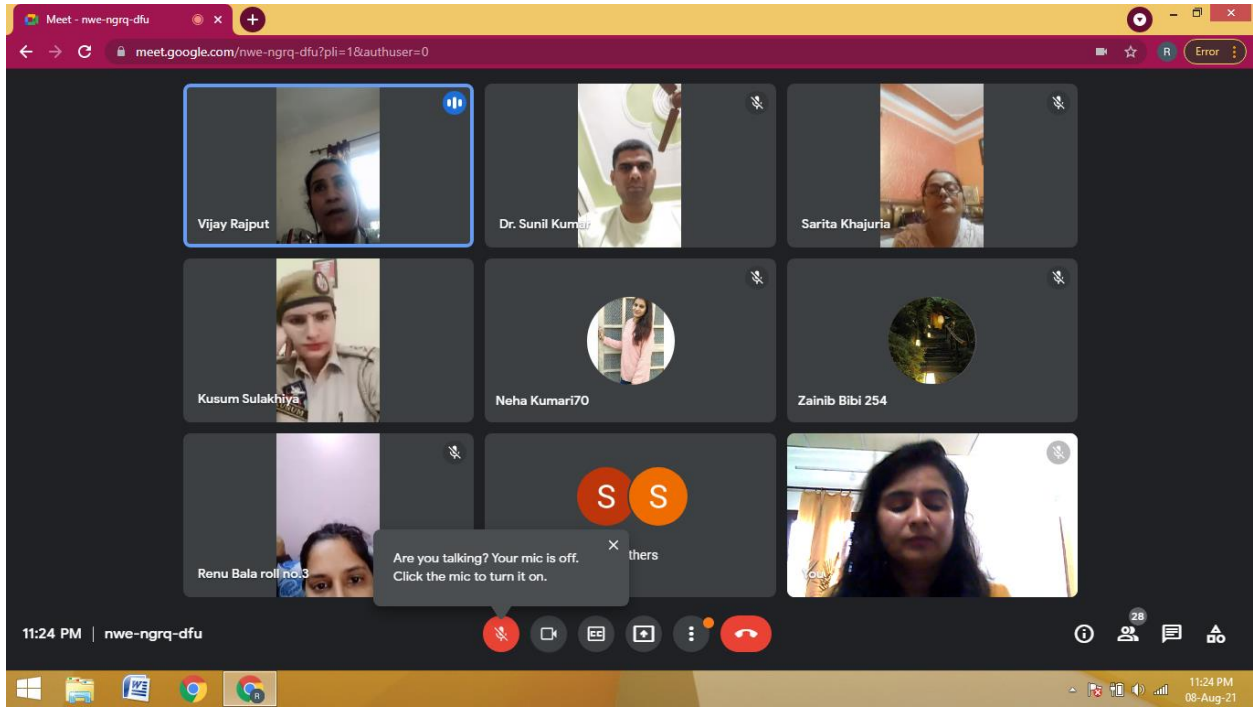 Meet - nwe-ngrq-dfu
meet.google.com/nwe-ngrq-dfu?pli=1&authuser=0
R
Error
Vijay Rajput
Dr. Sunil Kumar
Sarita Khajuria
Kusum Sulakhiya
Neha Kumari70
Zainib Bibi 254
Renu Bala roll no.3
S
S
thers
You
Are you talking? Your mic is off.
Click the mic to turn it on.
11:24 PM | nwe-ngrq-dfu
CC
28
11:24 PM
08-Aug-21